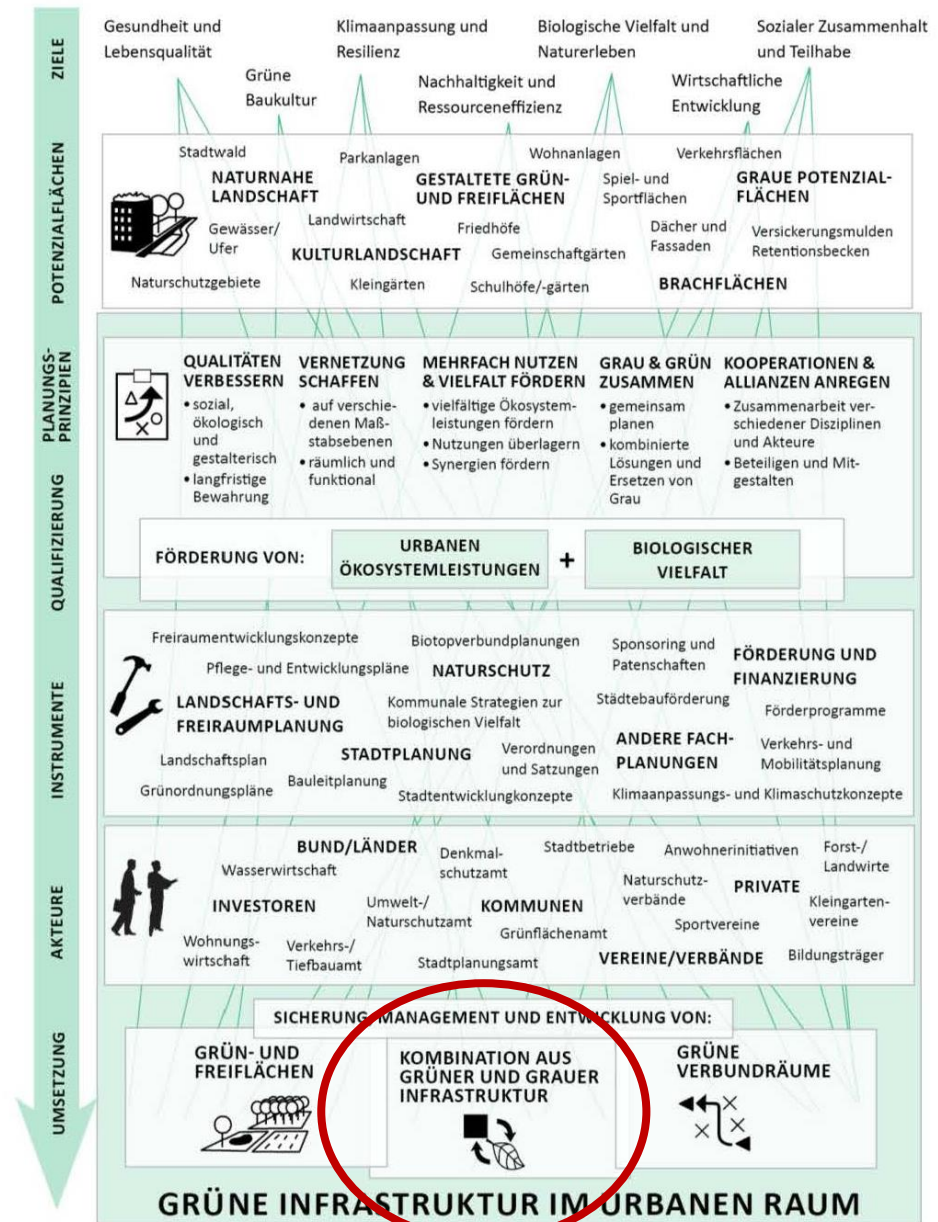 ZIELE
Gesundheit und
Lebensqualität
Klimaanpassung und
Resilienz
Biologische Vielfalt und
Naturerleben
Sozialer Zusammenhalt
und Teilhabe
Grüne
Baukultur
Nachhaltigkeit und
Ressourceneffizienz
Wirtschaftliche
Entwicklung
POTENZIALFLÄCHEN
Stadtwald
Parkanlagen
Wohnanlagen
Verkehrsflächen
NATURNAHE
LANDSCHAFT
GESTALTETE GRÜN-
UND FREIFLÄCHEN
Spiel- und
Sportflächen
GRAUE POTENZIAL-
FLÄCHEN
Gewässer/
Ufer
Landwirtschaft
Friedhöfe
Dächer und
Fassaden
Versickerungsmulden
Retentionsbecken
KULTURLANDSCHAFT
Gemeinschaftgärten
Naturschutzgebiete
Kleingärten
Schulhöfe/-gärten
BRACHFLÄCHEN
PLANUNGS-
PRINZIPIEN
QUALITÄTEN
VERBESSERN
• sozial,
ökologisch
und
gestalterisch
• langfristige
Bewahrung
VERNETZUNG
SCHAFFEN
• auf verschie-
denen Maß-
stabsebenen
• räumlich und
funktional
MEHRFACH NUTZEN
& VIELFALT FÖRDERN
• vielfältige Ökosystem-
leistungen fördern
• Nutzungen überlagern
• Synergien fördern
GRAU & GRÜN
ZUSAMMEN
• gemeinsam
planen
• kombinierte
Lösungen und
Ersetzen von
Grau
KOOPERATIONEN &
ALLIANZEN ANREGEN
• Zusammenarbeit ver-
schiedener Disziplinen
und Akteure
• Beteiligen und Mit-
gestalten
QUALIFIZIERUNG
FÖRDERUNG VON:
URBANEN
ÖKOSYSTEMLEISTUNGEN
+
BIOLOGISCHER
VIELFALT
INSTRUMENTE
Freiraumentwicklungskonzepte
Biotopverbundplanungen
Sponsoring und
Patenschaften
FÖRDERUNG UND
FINANZIERUNG
Pflege- und Entwicklungspläne
NATURSCHUTZ
LANDSCHAFTS- UND
FREIRAUMPLANUNG
Kommunale Strategien zur
biologischen Vielfalt
Städtebauförderung
Förderprogramme
Landschaftsplan
STADTPLANUNG
Verordnungen
und Satzungen
ANDERE FACH-
PLANUNGEN
Verkehrs- und
Mobilitätsplanung
Grünordnungspläne
Bauleitplanung
Stadtentwicklungkonzepte
Klimaanpassungs- und Klimaschutzkonzepte
AKTEURE
BUND/LÄNDER
Wasserwirtschaft
Denkmal-
schutzamt
Stadtbetriebe
Anwohnerinitiativen
Forst-/
Landwirte
INVESTOREN
Umwelt-/
Naturschutzamt
KOMMUNEN
Naturschutz-
verbände
PRIVATE
Kleingarten-
vereine
Grünflächenamt
Sportvereine
Wohnungs-
wirtschaft
Verkehrs-/
Tiefbauamt
Stadtplanungsamt
VEREINE/VERBÄNDE
Bildungsträger
UMSETZUNG
SICHERUNG, MANAGEMENT UND ENTWICKLUNG VON:
GRÜN- UND
FREIFLÄCHEN
KOMBINATION AUS
GRÜNER UND GRAUER
INFRASTRUKTUR
GRÜNE
VERBUNDRÄUME
GRÜNE INFRASTRUKTUR IM URBANEN RAUM